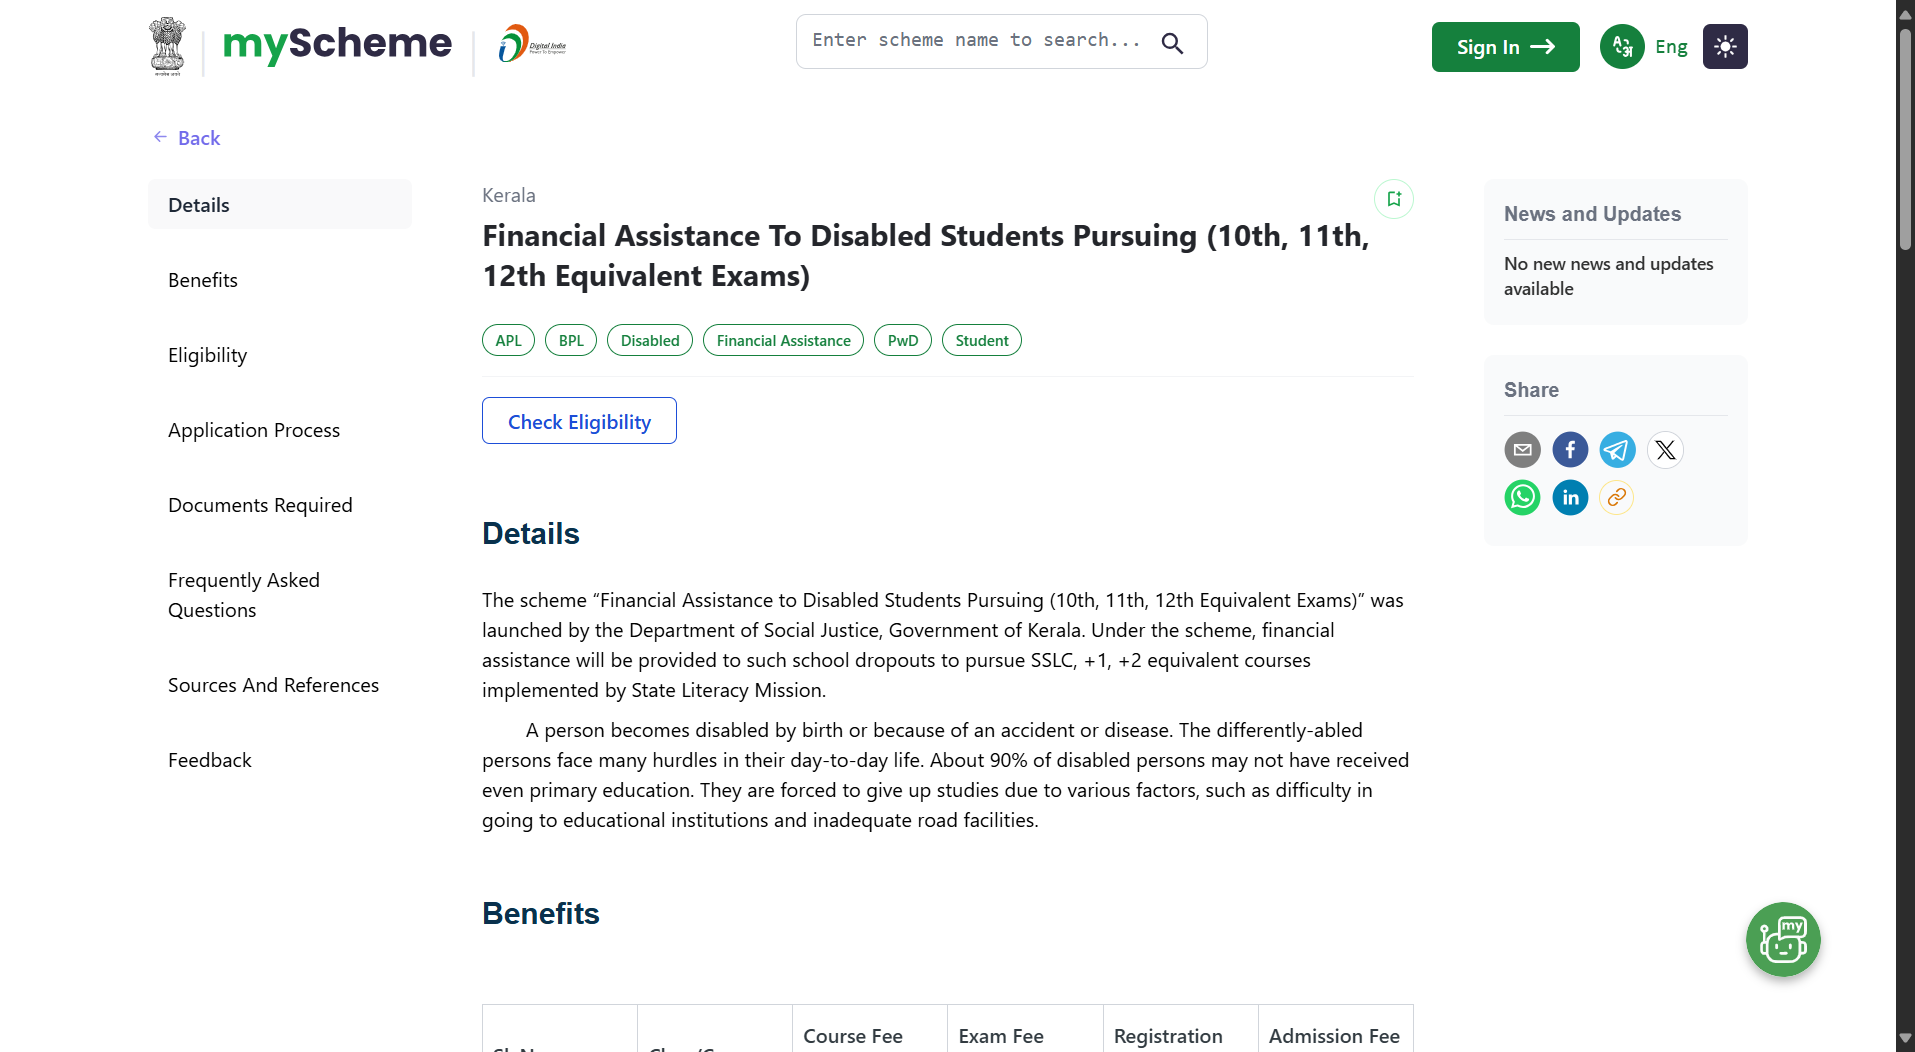 myScheme
Digital India
Power To Empower
सत्यमेव जयते
Enter scheme name to search...
Sign In
Eng
Back
Details
Benefits
Eligibility
Application Process
Documents Required
Frequently Asked
Questions
Sources And References
Feedback
Kerala
Financial Assistance To Disabled Students Pursuing (10th, 11th,
12th Equivalent Exams)
APL
BPL
Disabled
Financial Assistance
PwD
Student
Check Eligibility
Details
The scheme “Financial Assistance to Disabled Students Pursuing (10th, 11th, 12th Equivalent Exams)” was
launched by the Department of Social Justice, Government of Kerala. Under the scheme, financial
assistance will be provided to such school dropouts to pursue SSLC, +1, +2 equivalent courses
implemented by State Literacy Mission.
A person becomes disabled by birth or because of an accident or disease. The differently-abled
persons face many hurdles in their day-to-day life. About 90% of disabled persons may not have received
even primary education. They are forced to give up studies due to various factors, such as difficulty in
going to educational institutions and inadequate road facilities.
Benefits
Course Fee
Exam Fee
Registration
Admission Fee
News and Updates
No new news and updates
available
Share
my